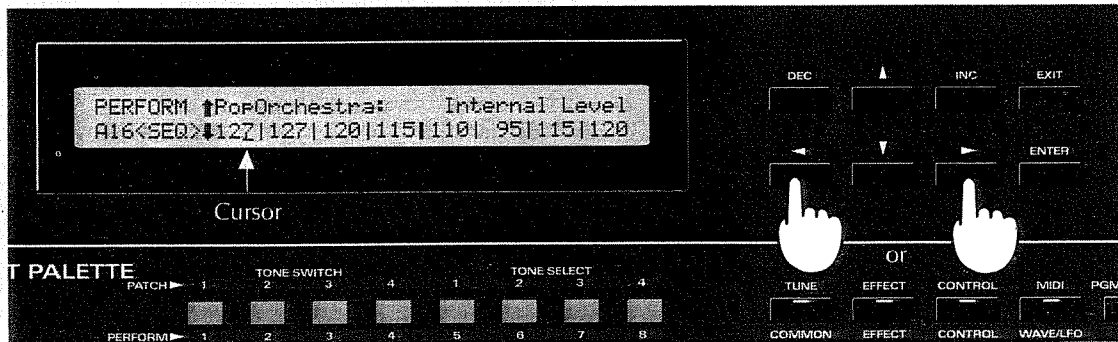 DEC INC EXIT
PERFORM ⬆PopOrchestra: Internal Level
A16<SEQ>⬇127|127|120|115|110| 95|115|120
ENTER
Cursor
or
T PALETTE
TONE SWITCH TONE SELECT
PATCH► 1 2 3 4 1 2 3 4
TUNE EFFECT CONTROL MIDI PGM
PERFORM► 1 2 3 4 5 6 7 8
COMMON EFFECT CONTROL WAVE/LFO